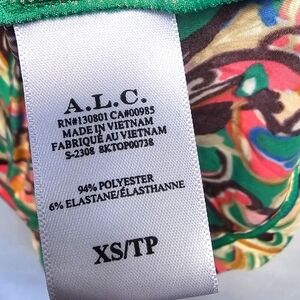 A.L.C.
RN#130801 CA#00985
MADE IN VIETNAM
FABRIQUÉ AU VIETNAM
S-2308 8KTOP00738
94% POLYESTER
6% ELASTANE/ÉLASTHANNE
XS/TP